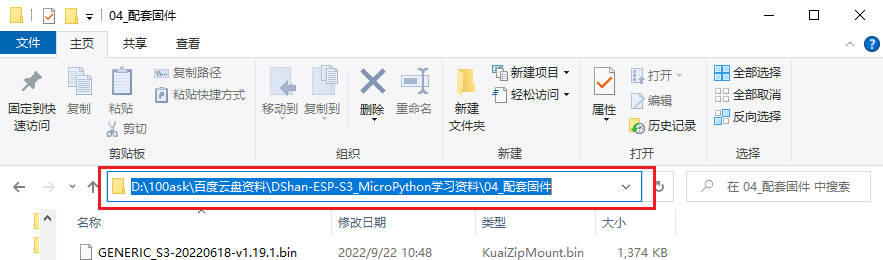 04_配套固件
文件 主页 共享 查看
固定到快速访问
复制
粘贴
复制路径
粘贴快捷方式
剪切
剪贴板
移动到
复制到
删除
重命名
组织
新建文件夹
新建项目
轻松访问
新建
属性
打开
编辑
历史记录
打开
全部选择
全部取消
反向选择
选择
D:\100ask\百度云盘资料\DShan-ESP-S3_MicroPython学习资料\04_配套固件
在 04_配套固件 中搜索
名称 修改日期 类型 大小
GENERIC_S3-20220618-v1.19.1.bin 2022/9/22 10:48 KuaiZipMount.bin 1,374 KB